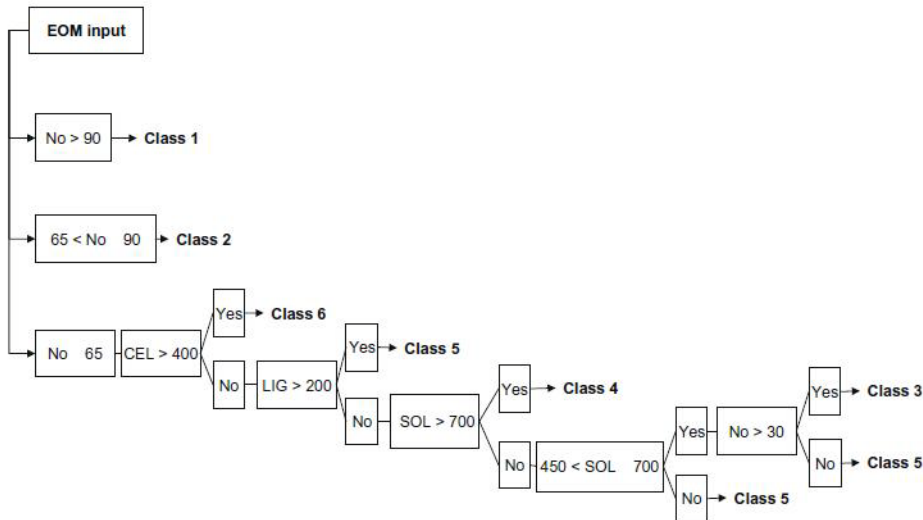 EOM input
No > 90
Class 1
65 < No 90
Class 2
No 65
CEL > 400
Yes
Class 6
No
LIG > 200
Yes
Class 5
No
SOL > 700
Yes
Class 4
No
450 < SOL 700
Yes
No > 30
Yes
Class 3
No
Class 5
No
Class 5